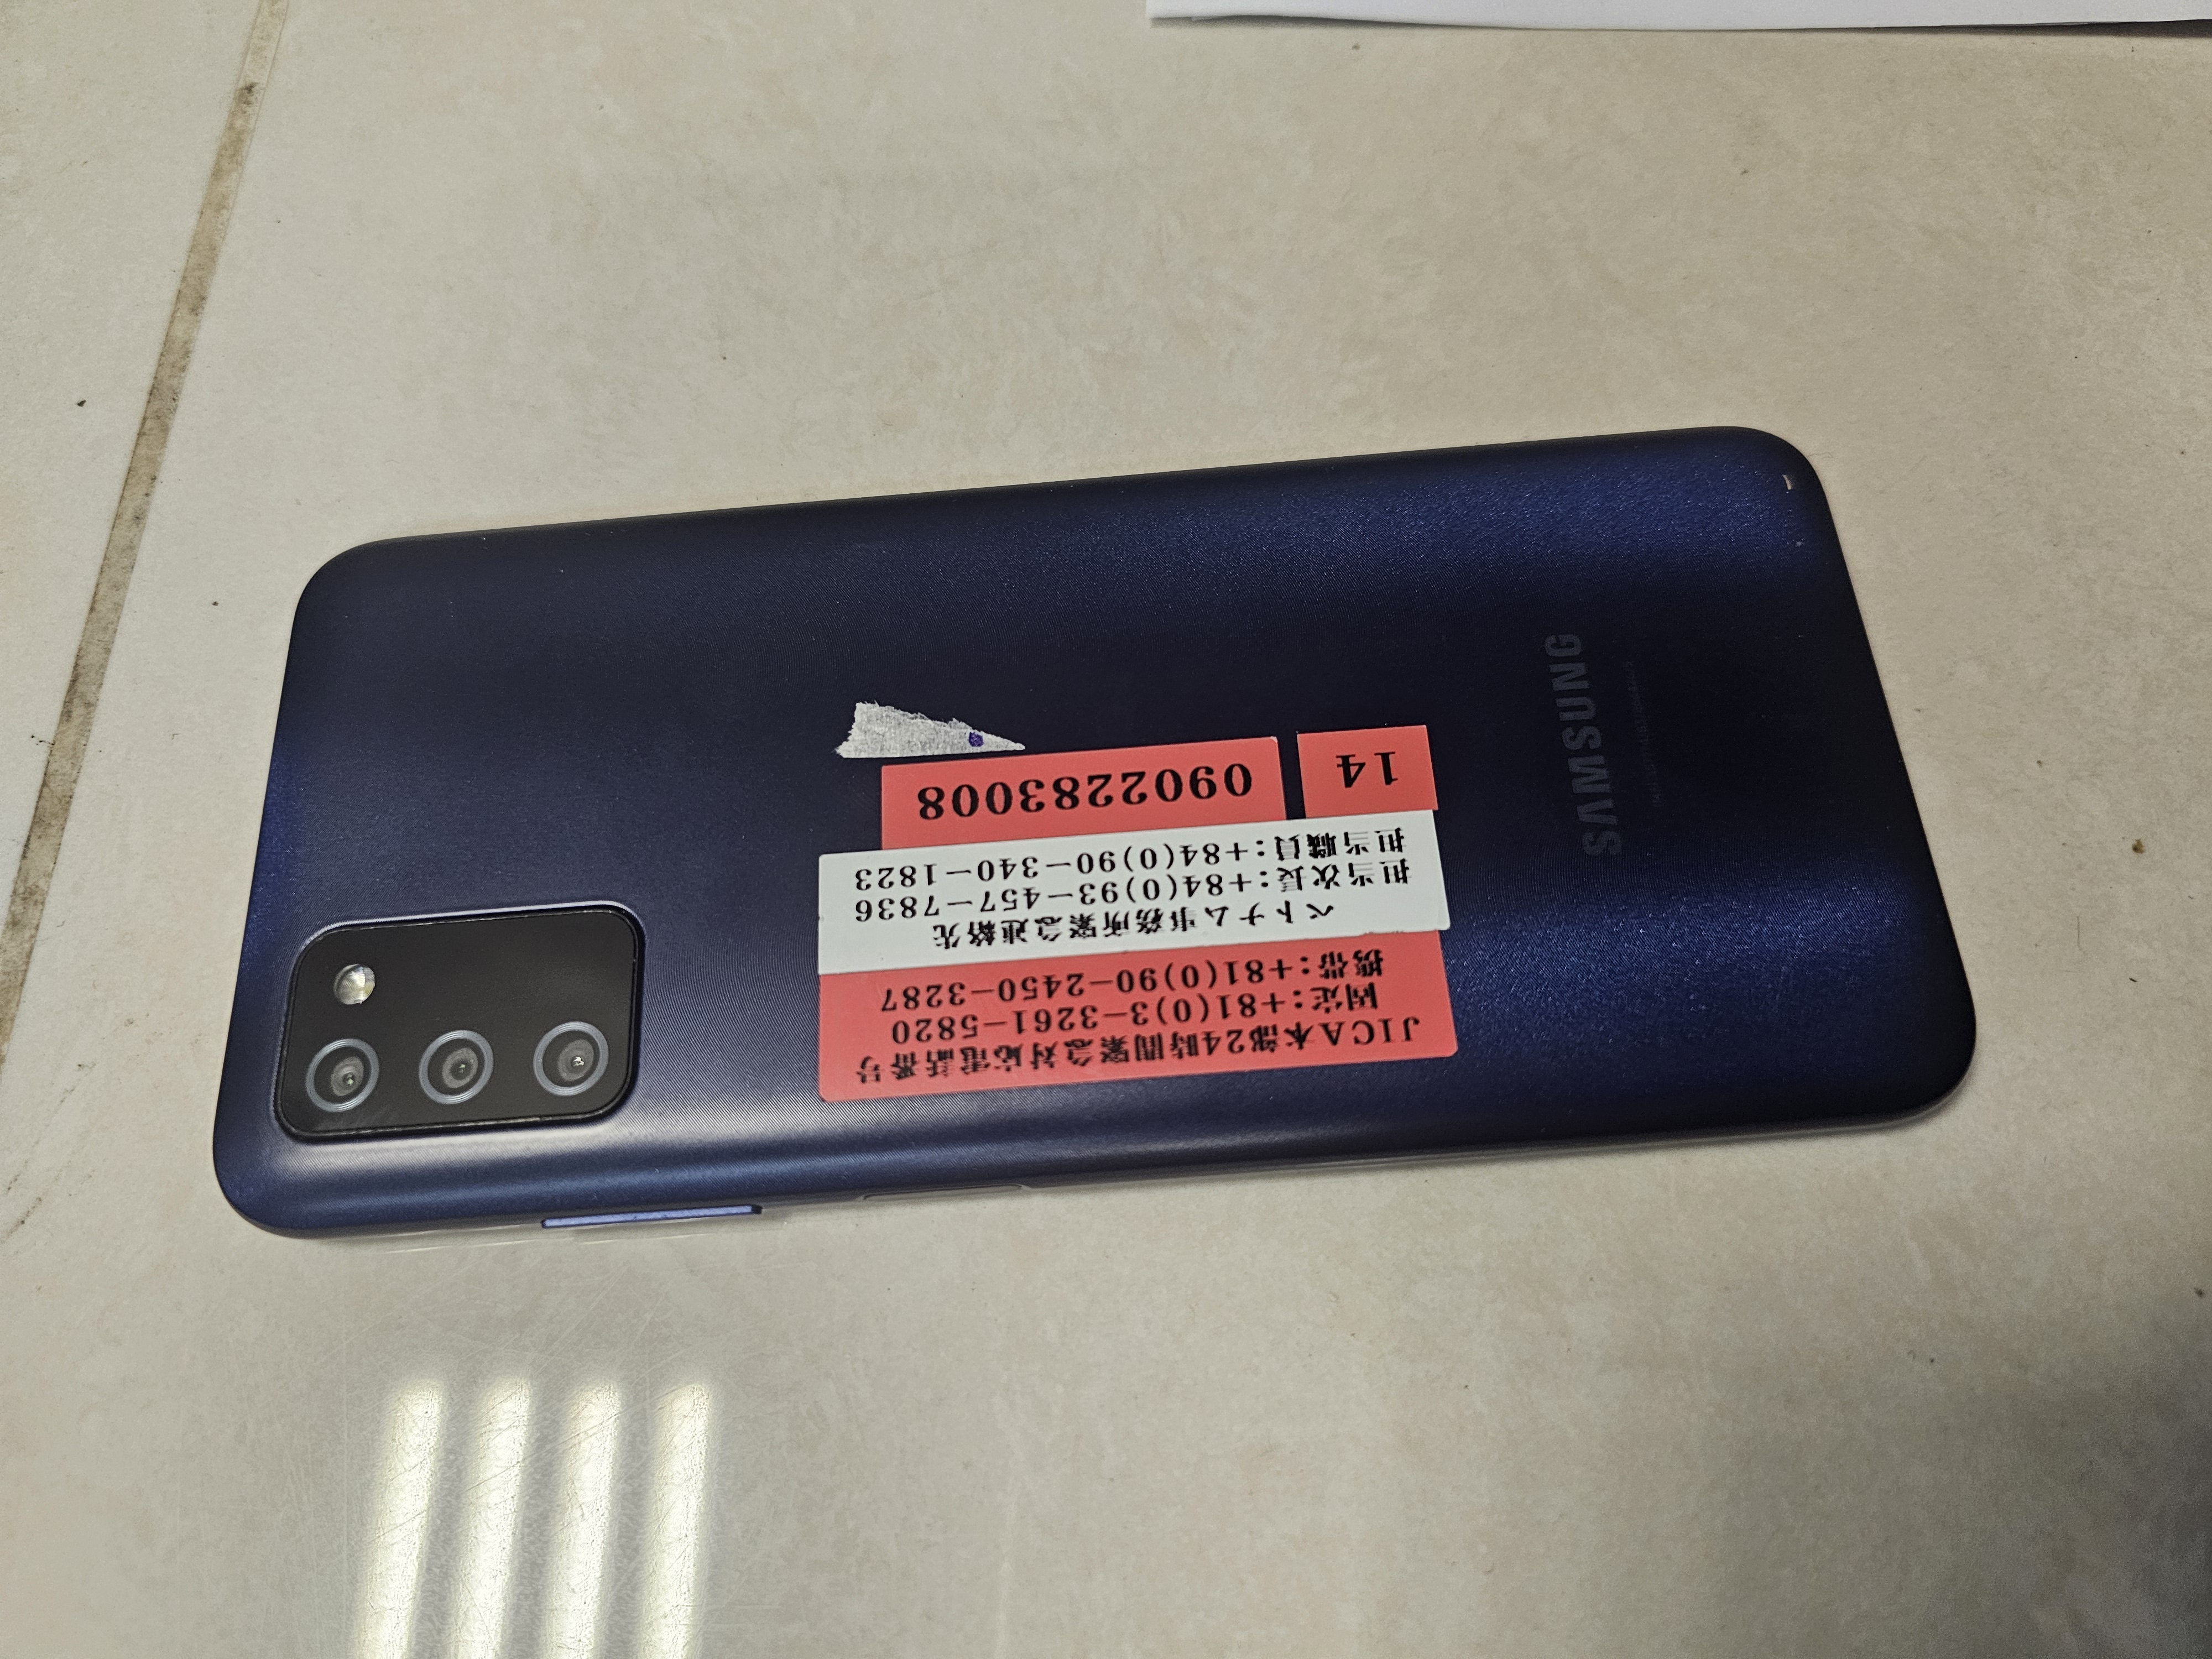 JICA本部24時間緊急対応電話番号
固定:+81(0)3-3261-5820
携帯:+81(0)90-2450-3287
ベトナム事務所緊急連絡先
担当次長:+84(0)93-457-7836
担当職員:+84(0)90-340-1823
14
0902283008
SAMSUNG